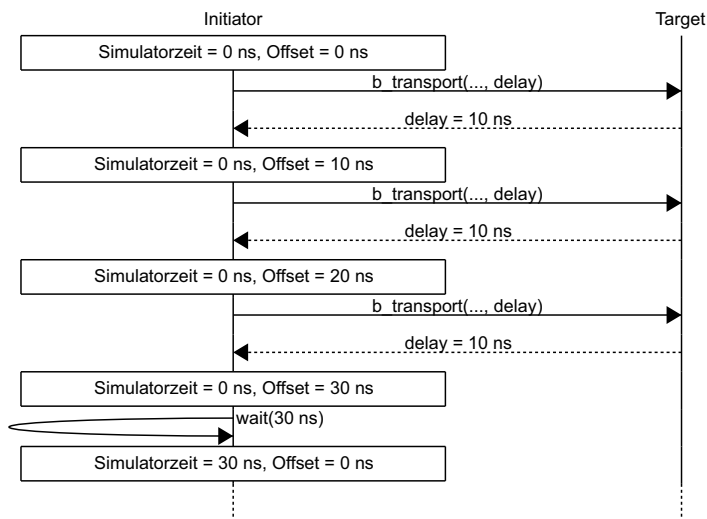 Initiator
Target
Simulatorzeit = 0 ns, Offset = 0 ns
b_transport(..., delay)
delay = 10 ns
Simulatorzeit = 0 ns, Offset = 10 ns
b_transport(..., delay)
delay = 10 ns
Simulatorzeit = 0 ns, Offset = 20 ns
b_transport(..., delay)
delay = 10 ns
Simulatorzeit = 0 ns, Offset = 30 ns
wait(30 ns)
Simulatorzeit = 30 ns, Offset = 0 ns